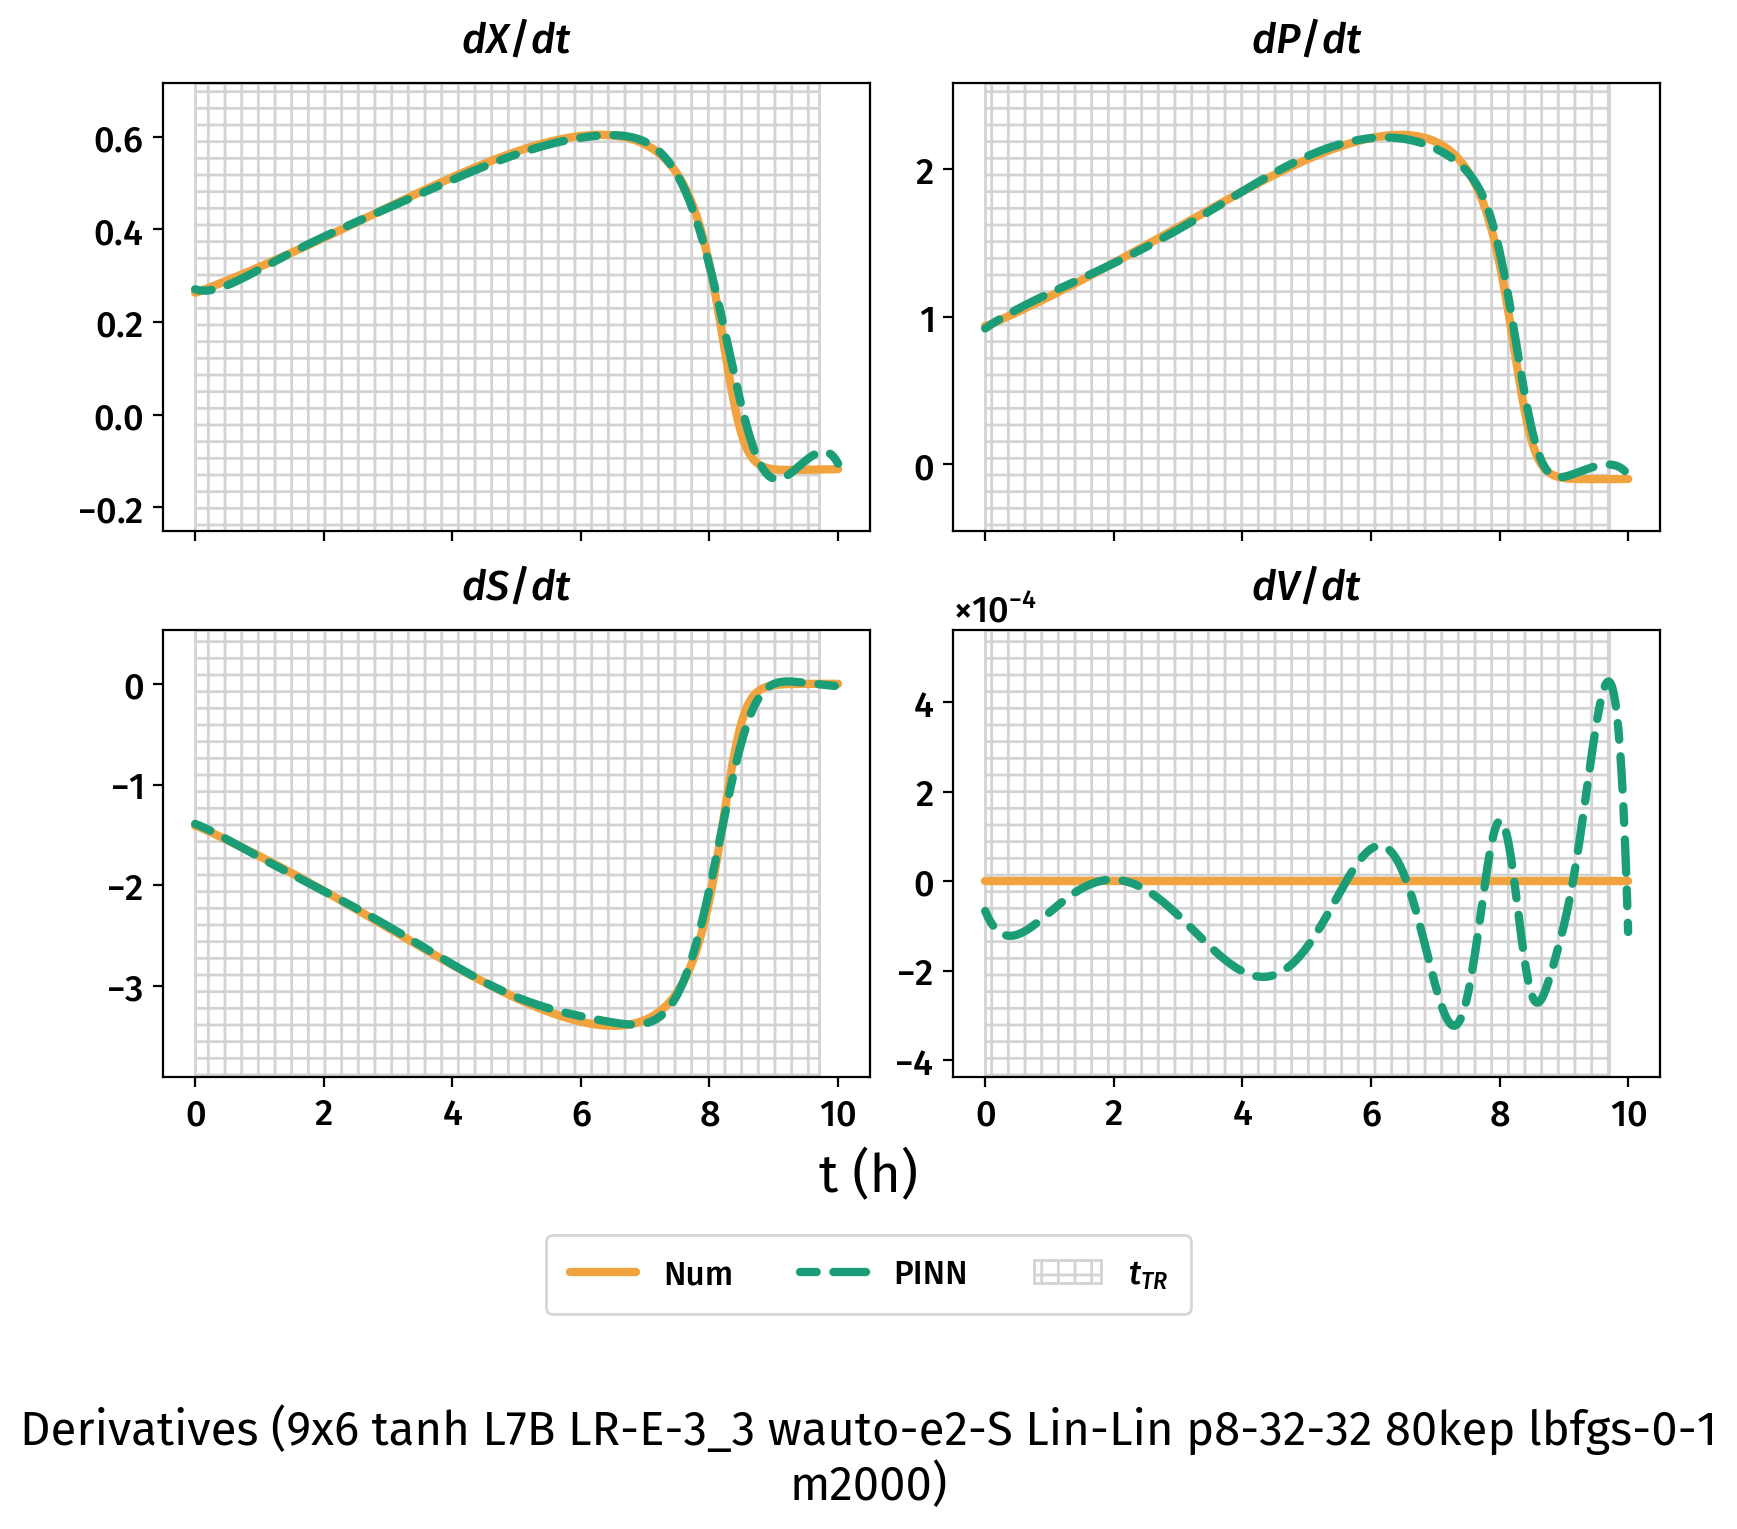 dX/dt
dP/dt
0.6
0.4
0.2
0.0
−0.2
2
1
0
dS/dt
dV/dt
×10⁻⁴
0
−1
−2
−3
4
2
0
−2
−4
0 2 4 6 8 10
0 2 4 6 8 10
t (h)
Num PINN t_TR
Derivatives (9x6 tanh L7B LR-E-3_3 wauto-e2-S Lin-Lin p8-32-32 80kep lbfgs-0-1
m2000)